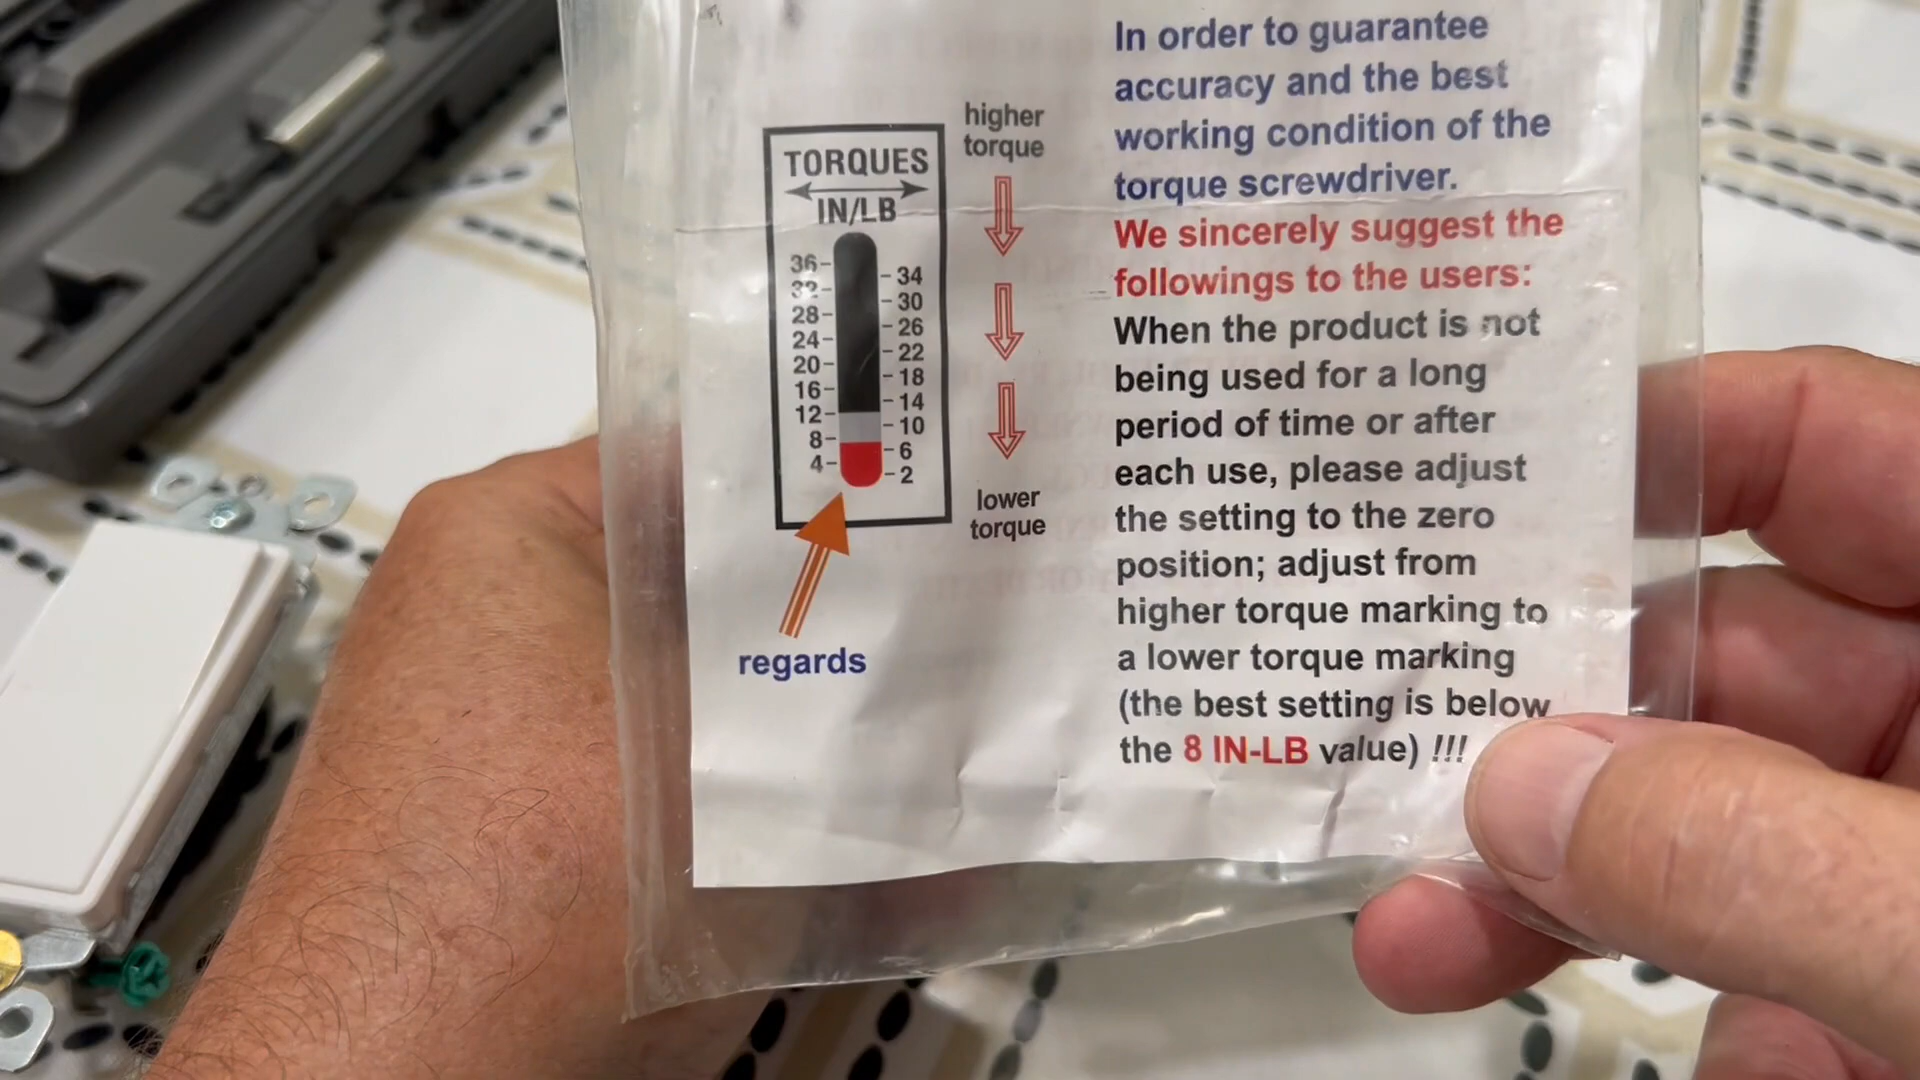 TORQUES
IN/LB
36
34
32
30
28
26
24
22
20
18
16
14
12
10
8
6
4
2
regards
higher
torque
lower
torque
In order to guarantee
accuracy and the best
working condition of the
torque screwdriver.
We sincerely suggest the
followings to the users:
When the product is not
being used for a long
period of time or after
each use, please adjust
the setting to the zero
position; adjust from
higher torque marking to
a lower torque marking
(the best setting is below
the 8 IN-LB value) !!!